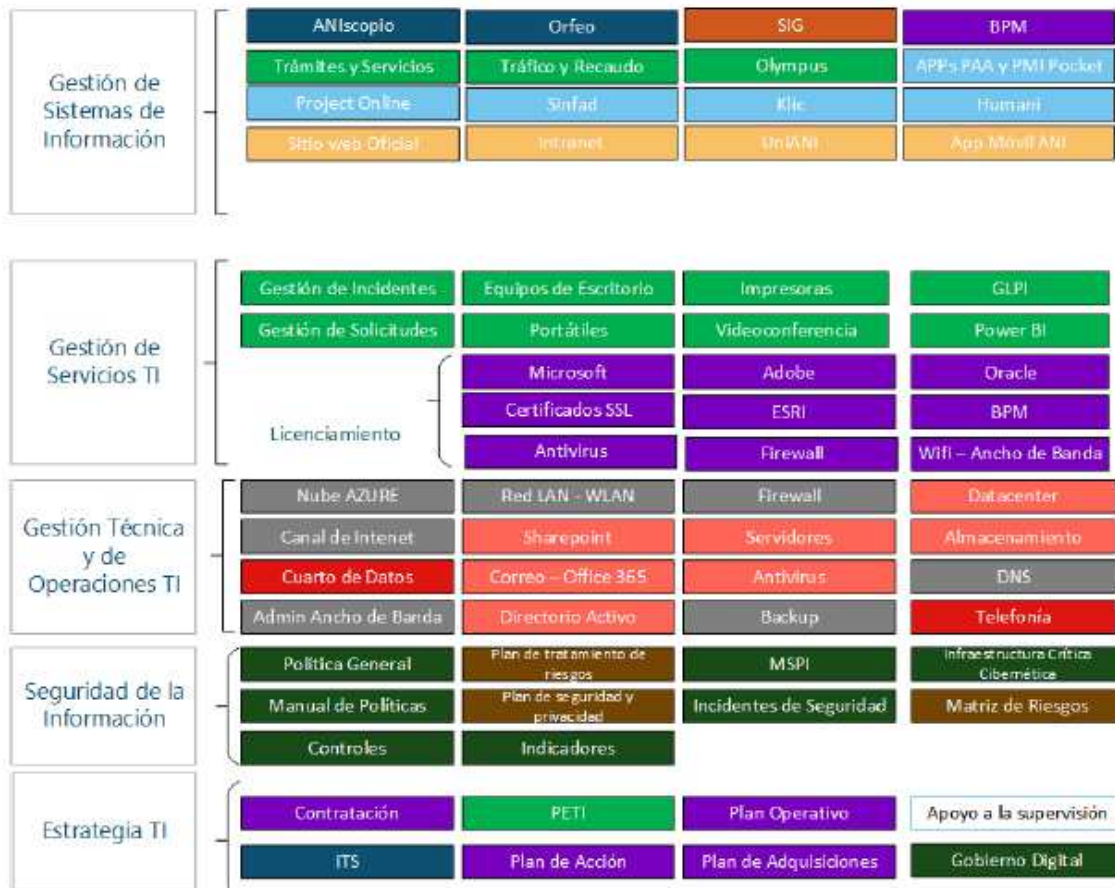 Gestión de
Sistemas de
Información
ANIscopio
Orfeo
SIG
BPM
Trámites y Servicios
Tráfico y Recaudo
Olympus
APPs PAA y PMI Pocket
Project Online
Sinfad
Klic
Humani
Sitio web Oficial
Intranet
UnIANI
App Móvil ANI
Gestión de
Servicios TI
Gestión de Incidentes
Equipos de Escritorio
Impresoras
GLPI
Gestión de Solicitudes
Portátiles
Videoconferencia
Power BI
Licenciamiento
Microsoft
Adobe
Oracle
Certificados SSL
ESRI
BPM
Antivirus
Firewall
Wifi – Ancho de Banda
Gestión Técnica
y de
Operaciones TI
Nube AZURE
Red LAN - WLAN
Firewall
Datacenter
Canal de Intenet
Sharepoint
Servidores
Almacenamiento
Cuarto de Datos
Correo – Office 365
Antivirus
DNS
Admin Ancho de Banda
Directorio Activo
Backup
Telefonía
Seguridad de la
Información
Política General
Plan de tratamiento de
riesgos
MSPI
Infraestructura Crítica
Cibernética
Manual de Políticas
Plan de seguridad y
privacidad
Incidentes de Seguridad
Matriz de Riesgos
Controles
Indicadores
Estrategia TI
Contratación
PETI
Plan Operativo
Apoyo a la supervisión
ITS
Plan de Acción
Plan de Adquisiciones
Gobierno Digital